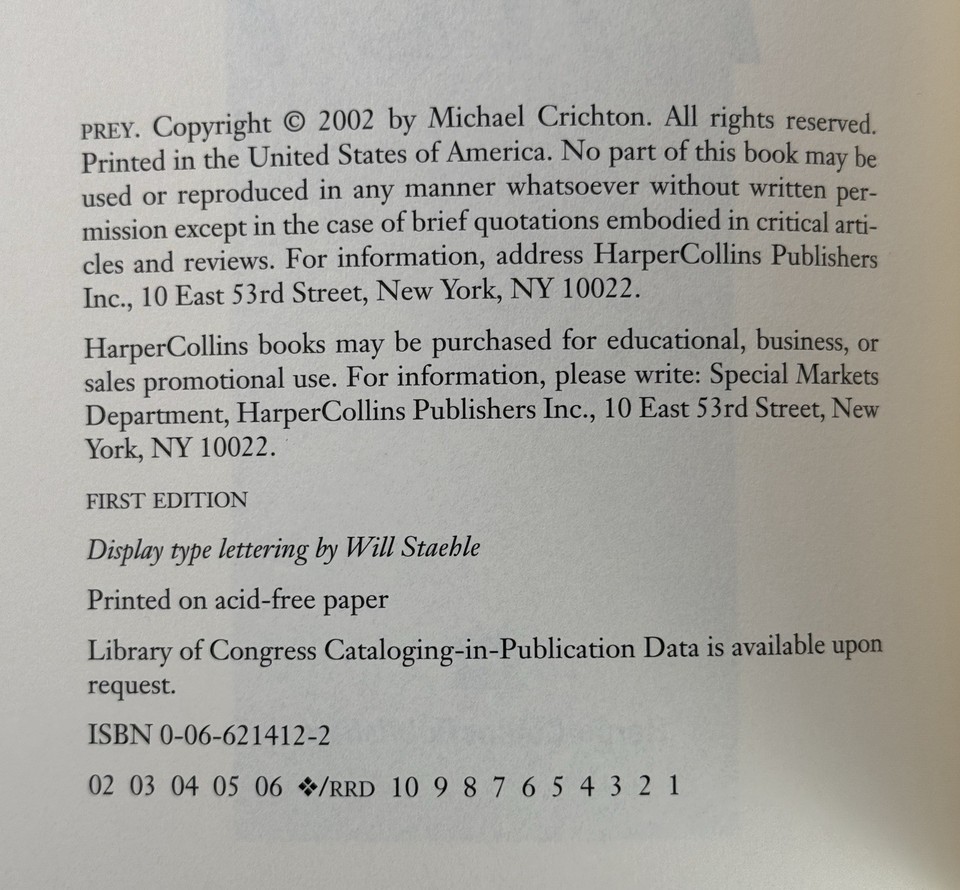 PREY. Copyright © 2002 by Michael Crichton. All rights reserved.
Printed in the United States of America. No part of this book may be
used or reproduced in any manner whatsoever without written per-
mission except in the case of brief quotations embodied in critical arti-
cles and reviews. For information, address HarperCollins Publishers
Inc., 10 East 53rd Street, New York, NY 10022.
HarperCollins books may be purchased for educational, business, or
sales promotional use. For information, please write: Special Markets
Department, HarperCollins Publishers Inc., 10 East 53rd Street, New
York, NY 10022.
FIRST EDITION
Display type lettering by Will Staehle
Printed on acid-free paper
Library of Congress Cataloging-in-Publication Data is available upon
request.
ISBN 0-06-621412-2
02 03 04 05 06 ❖/RRD 10 9 8 7 6 5 4 3 2 1